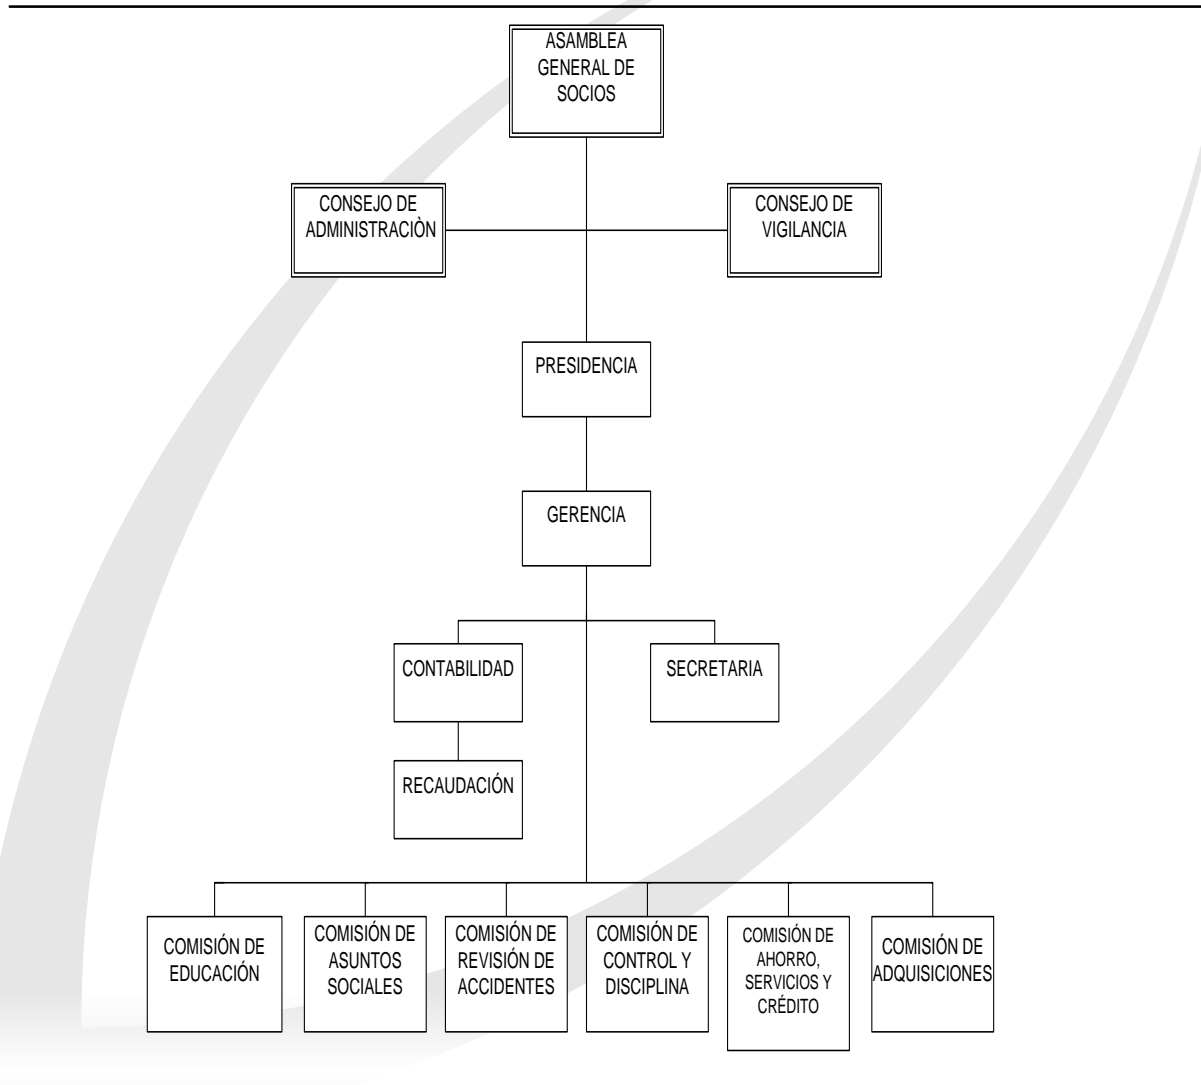 ASAMBLEA
GENERAL DE
SOCIOS
CONSEJO DE
ADMINISTRACIÒN
CONSEJO DE
VIGILANCIA
PRESIDENCIA
GERENCIA
CONTABILIDAD
SECRETARIA
RECAUDACIÓN
COMISIÓN DE
EDUCACIÓN
COMISIÓN DE
ASUNTOS
SOCIALES
COMISIÓN DE
REVISIÓN DE
ACCIDENTES
COMISIÓN DE
CONTROL Y
DISCIPLINA
COMISIÓN DE
AHORRO,
SERVICIOS Y
CRÉDITO
COMISIÓN DE
ADQUISICIONES